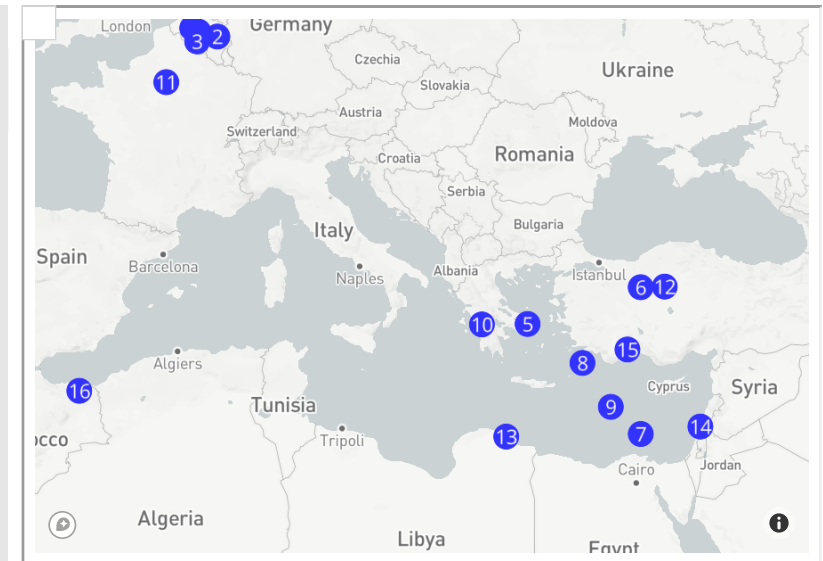 London
Germany
3
2
11
Czechia
Slovakia
Ukraine
Austria
Moldova
Switzerland
Croatia
Romania
Serbia
Italy
Bulgaria
Spain
Barcelona
Naples
Albania
Istanbul
6
12
10
5
Algiers
15
8
16
Cyprus
Syria
Tunisia
9
occo
Tripoli
13
7
14
Cairo
Jordan
Algeria
Libya
Egypt
i